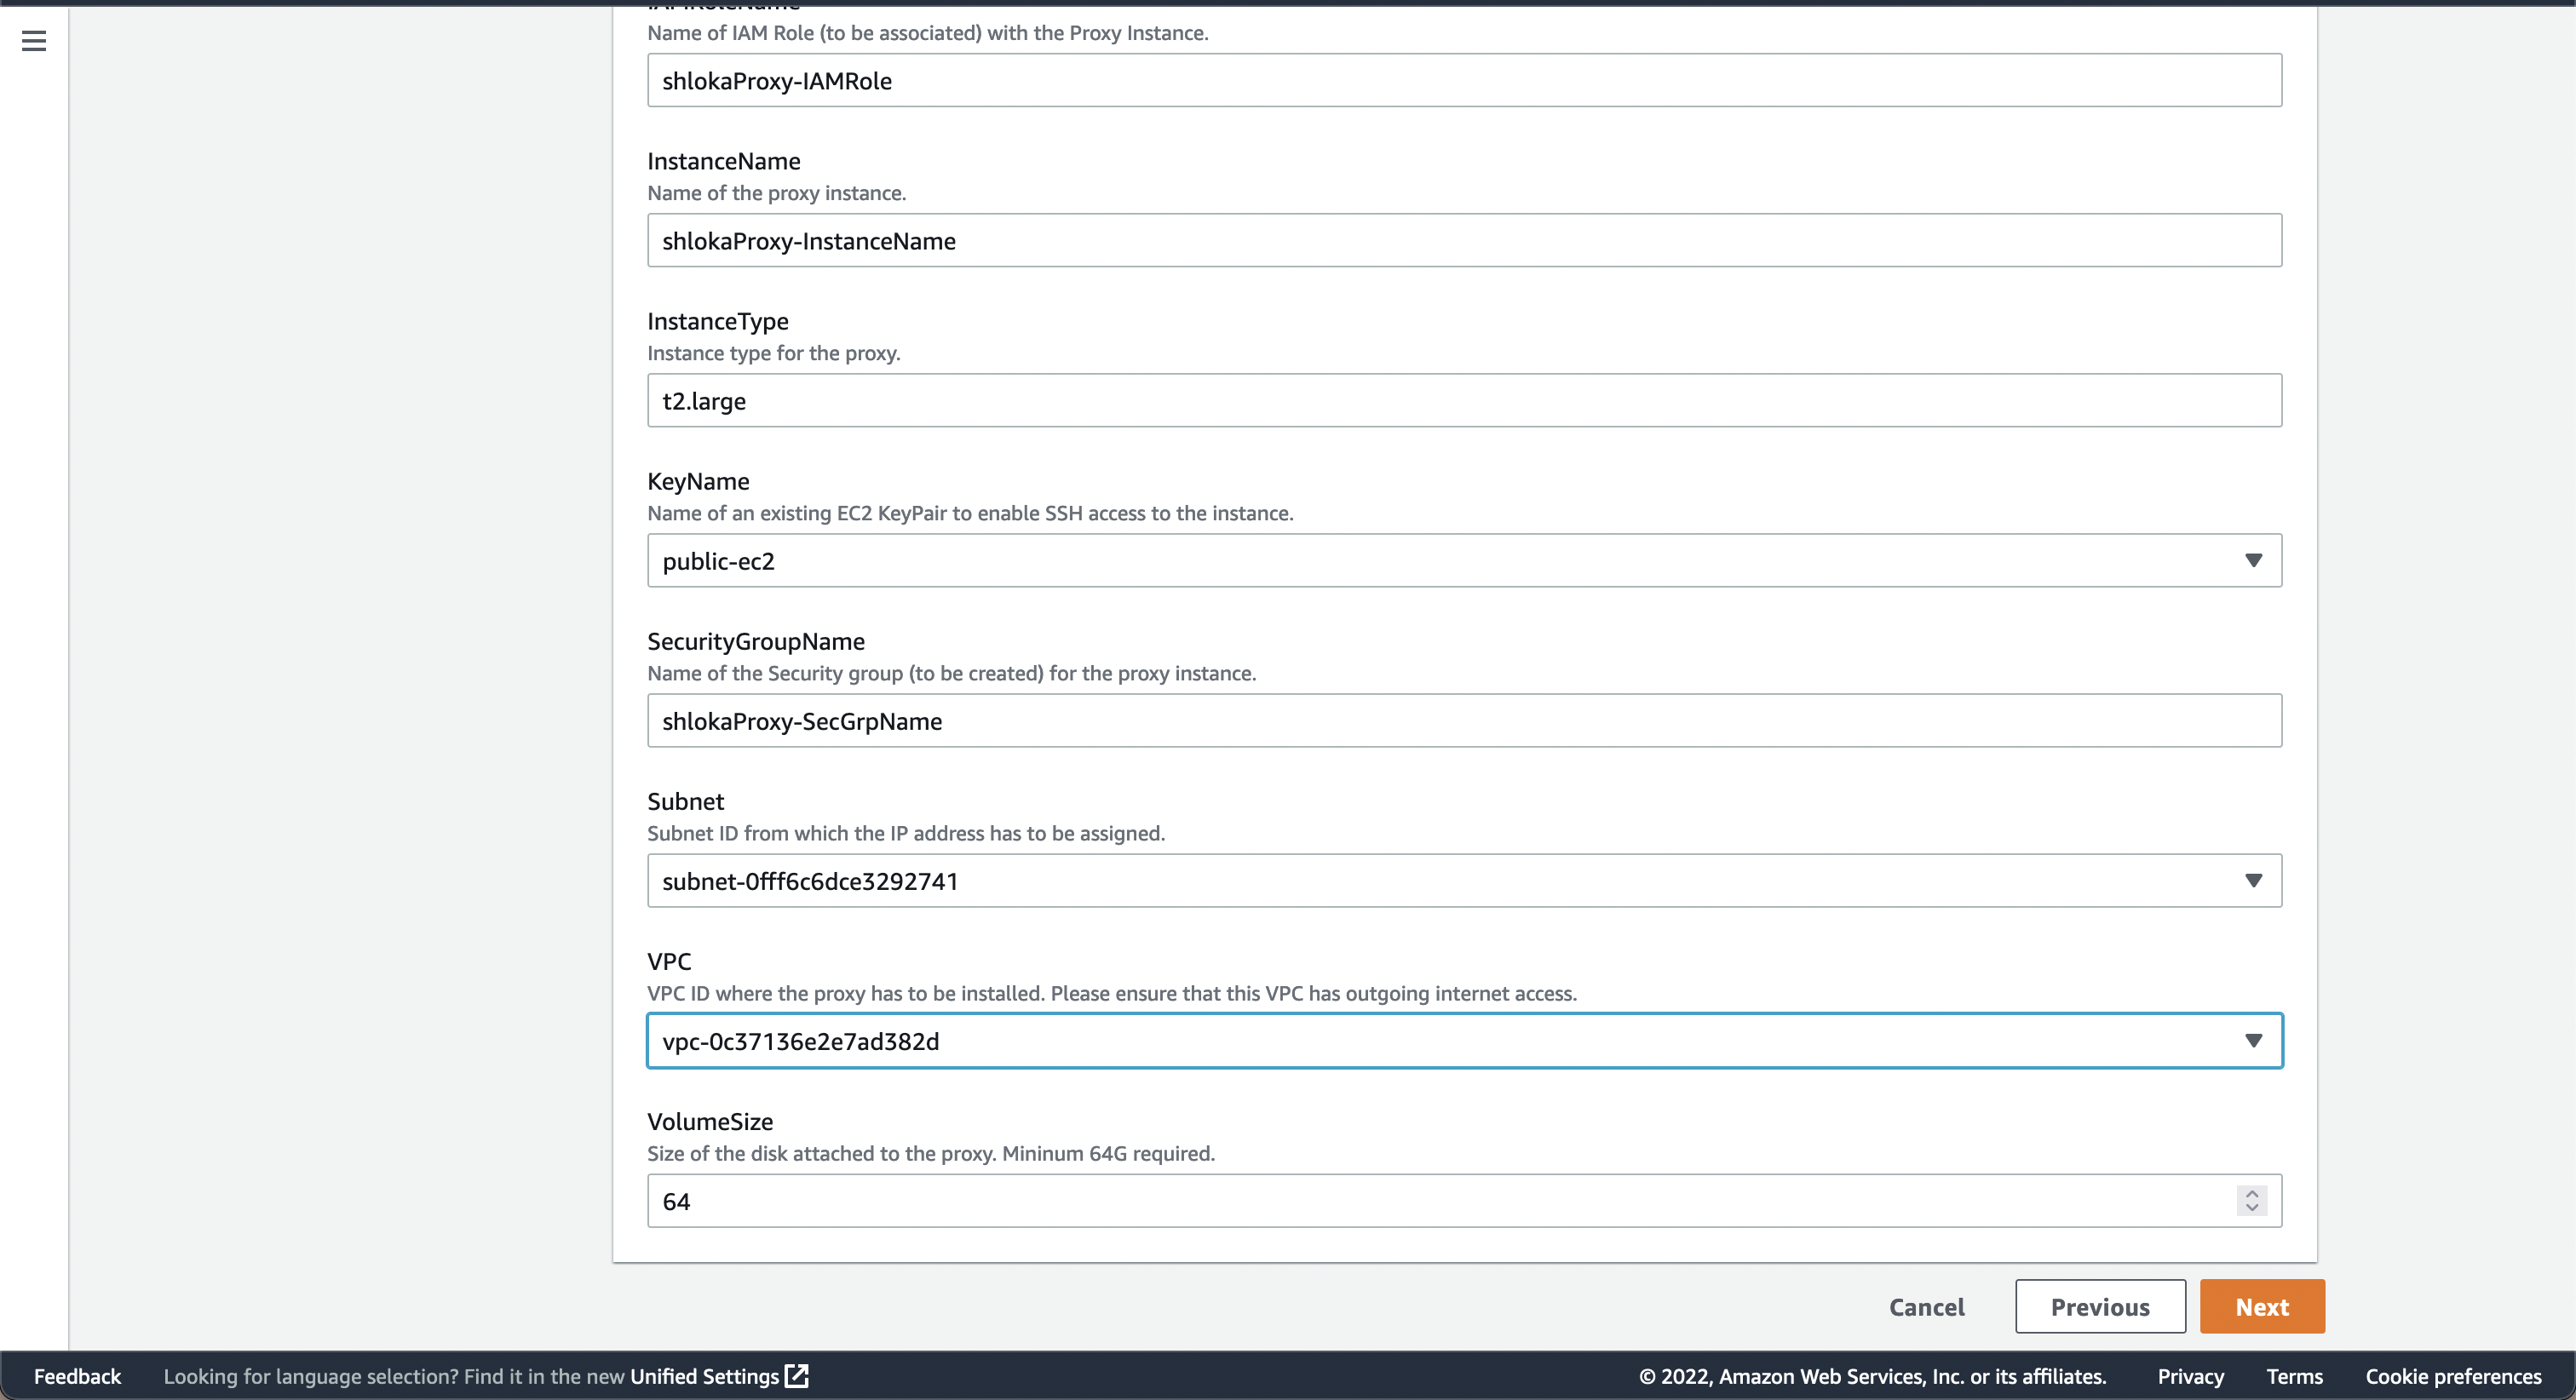 IAMRoleName
Name of IAM Role (to be associated) with the Proxy Instance.
shlokaProxy-IAMRole
InstanceName
Name of the proxy instance.
shlokaProxy-InstanceName
InstanceType
Instance type for the proxy.
t2.large
KeyName
Name of an existing EC2 KeyPair to enable SSH access to the instance.
public-ec2
SecurityGroupName
Name of the Security group (to be created) for the proxy instance.
shlokaProxy-SecGrpName
Subnet
Subnet ID from which the IP address has to be assigned.
subnet-0fff6c6dce3292741
VPC
VPC ID where the proxy has to be installed. Please ensure that this VPC has outgoing internet access.
vpc-0c37136e2e7ad382d
VolumeSize
Size of the disk attached to the proxy. Mininum 64G required.
64
Cancel Previous Next
Feedback Looking for language selection? Find it in the new Unified Settings © 2022, Amazon Web Services, Inc. or its affiliates. Privacy Terms Cookie preferences